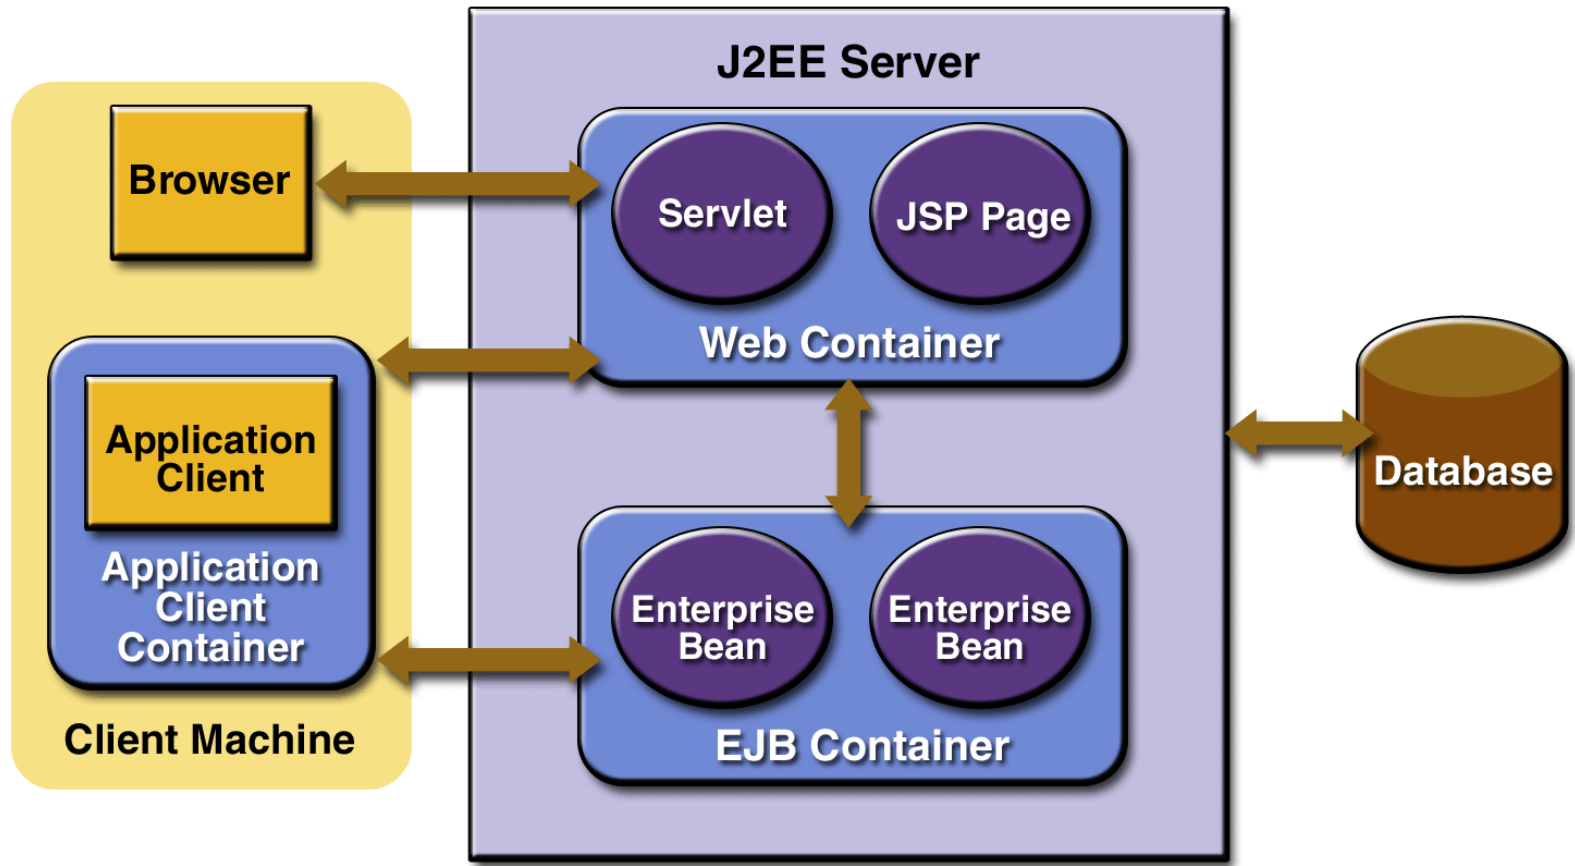 J2EE Server
Browser
Servlet
JSP Page
Web Container
Application
Client
Application
Client
Container
Client Machine
Enterprise
Bean
Enterprise
Bean
EJB Container
Database